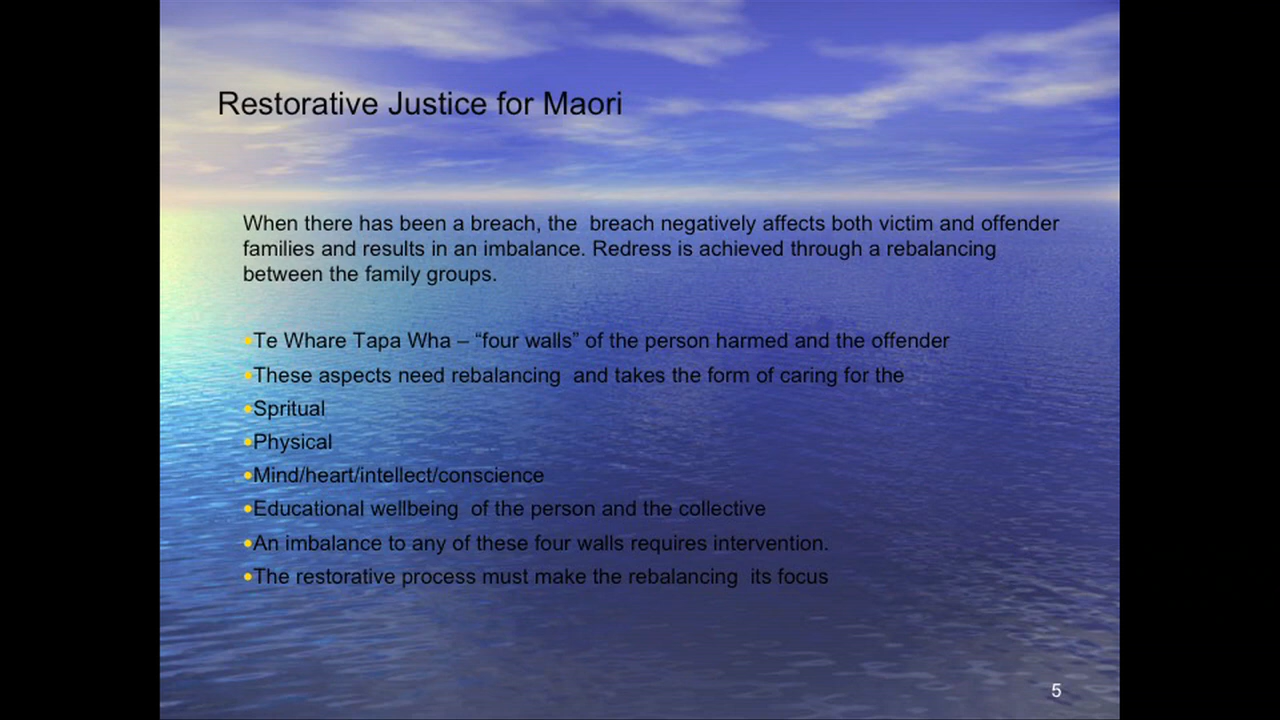 Restorative Justice for Maori
When there has been a breach, the  breach negatively affects both victim and offender
families and results in an imbalance. Redress is achieved through a rebalancing
between the family groups.
•Te Whare Tapa Wha – “four walls” of the person harmed and the offender
•These aspects need rebalancing  and takes the form of caring for the
•Spritual
•Physical
•Mind/heart/intellect/conscience
•Educational wellbeing  of the person and the collective
•An imbalance to any of these four walls requires intervention.
•The restorative process must make the rebalancing  its focus
5